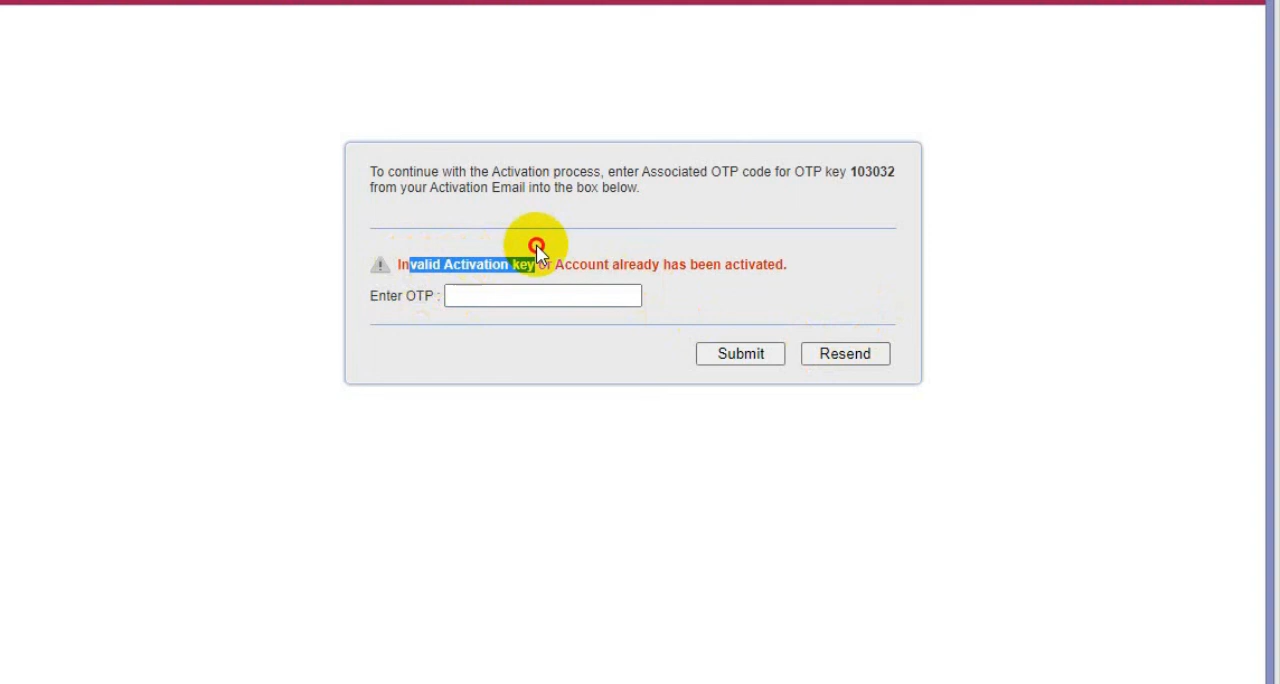 To continue with the Activation process, enter Associated OTP code for OTP key 103032
from your Activation Email into the box below.
Invalid Activation key or Account already has been activated.
Enter OTP :
Submit Resend